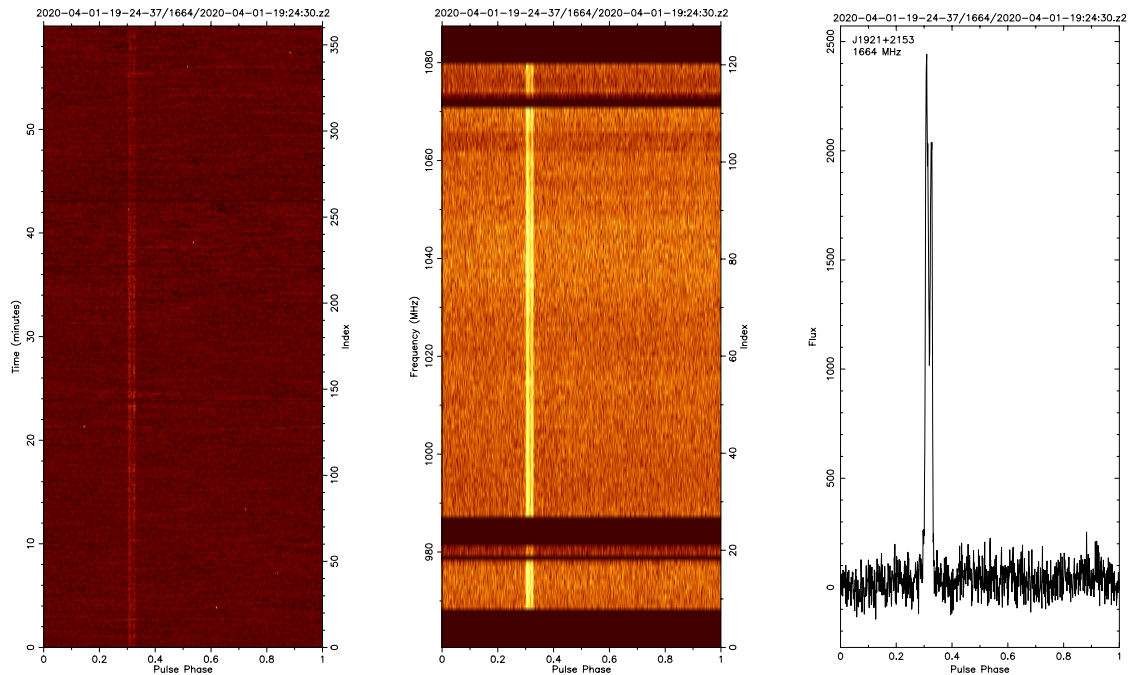 2020-04-01-19-24-37/1664/2020-04-01-19:24:30.z2
Time (minutes)
0
10
20
30
40
50
Index
0
50
100
150
200
250
300
350
0 0.2 0.4 0.6 0.8 1
Pulse Phase
2020-04-01-19-24-37/1664/2020-04-01-19:24:30.z2
Frequency (MHz)
980
1000
1020
1040
1060
1080
Index
0
20
40
60
80
100
120
0 0.2 0.4 0.6 0.8 1
Pulse Phase
2020-04-01-19-24-37/1664/2020-04-01-19:24:30.z2
J1921+2153
1664 MHz
Flux
0
500
1000
1500
2000
2500
0 0.2 0.4 0.6 0.8 1
Pulse Phase